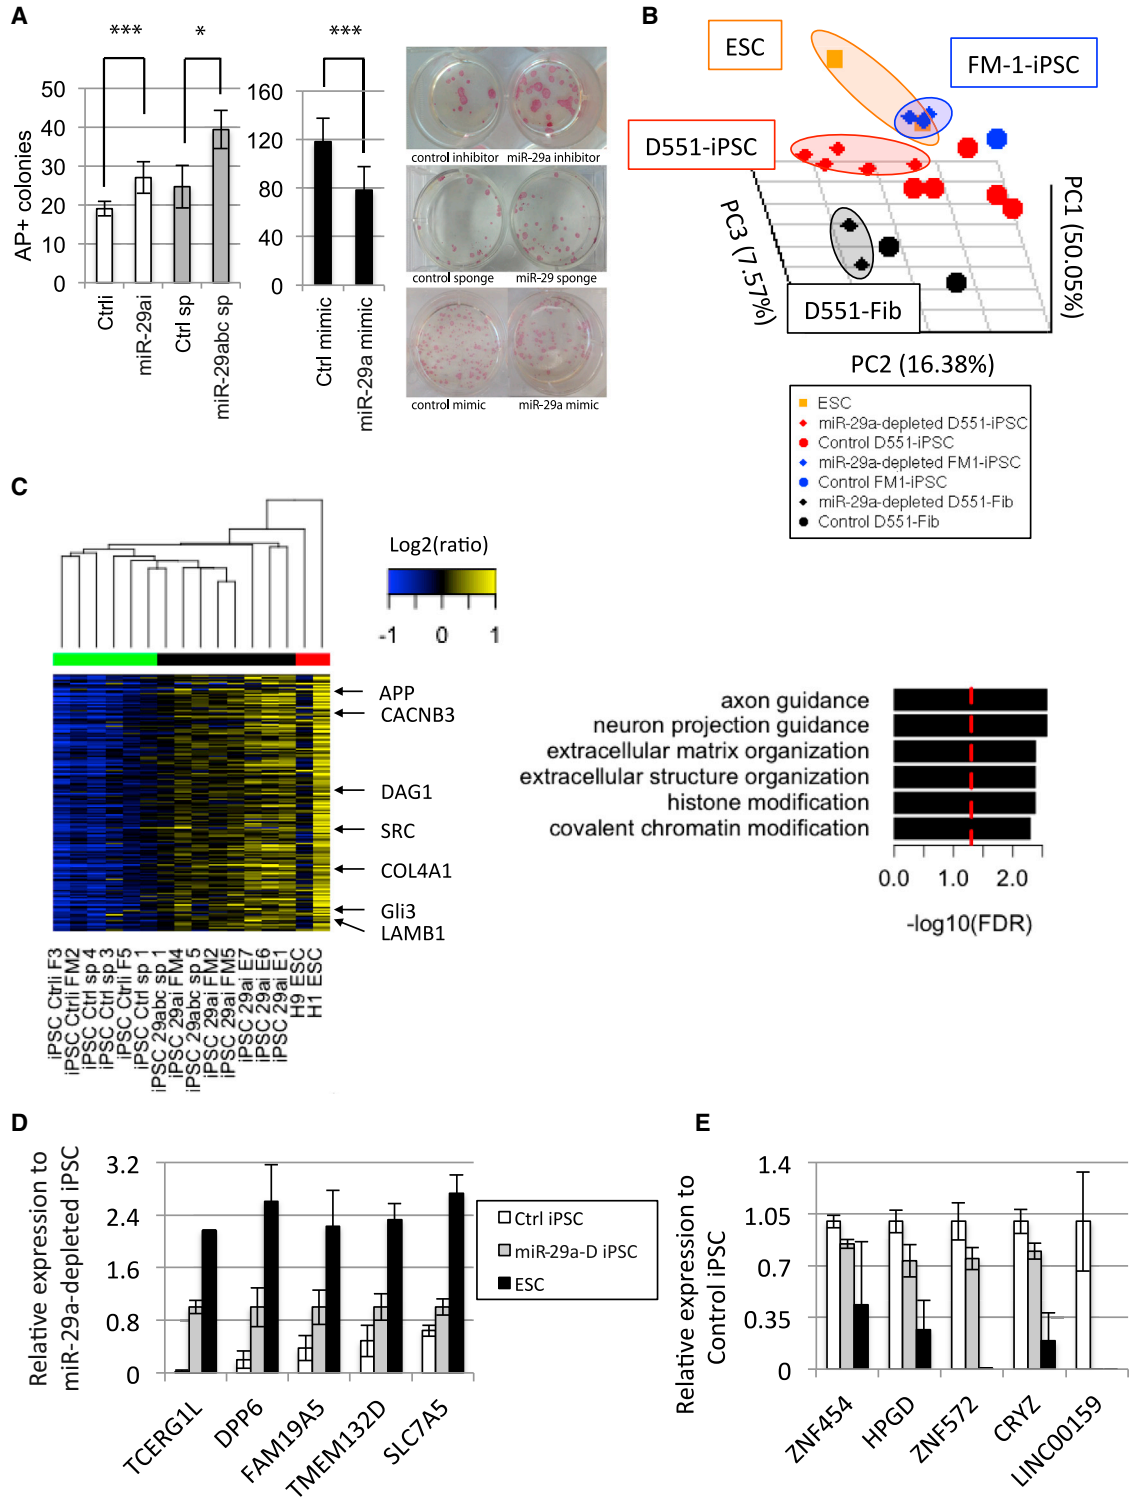 A
***
*
***
AP+ colonies
50
40
30
20
10
0
160
120
80
40
0
Ctrli
miR-29ai
Ctrl sp
miR-29abc sp
Ctrl mimic
miR-29a mimic
control inhibitor
miR-29a inhibitor
control sponge
miR-29 sponge
control mimic
miR-29a mimic
B
ESC
FM-1-iPSC
D551-iPSC
D551-Fib
PC3 (7.57%)
PC1 (50.05%)
PC2 (16.38%)
ESC
miR-29a-depleted D551-iPSC
Control D551-iPSC
miR-29a-depleted FM1-iPSC
Control FM1-iPSC
miR-29a-depleted D551-Fib
Control D551-Fib
C
Log2(ratio)
-1 0 1
APP
CACNB3
DAG1
SRC
COL4A1
Gli3
LAMB1
iPSC Ctrli F3
iPSC Ctrli FM2
iPSC Ctrl sp 4
iPSC Ctrl sp 3
iPSC Ctrli F5
iPSC Ctrl sp 1
iPSC 29abc sp 1
iPSC 29ai FM4
iPSC 29abc sp 5
iPSC 29ai FM2
iPSC 29ai FM5
iPSC 29ai E7
iPSC 29ai E6
iPSC 29ai E1
H9 ESC
H1 ESC
axon guidance
neuron projection guidance
extracellular matrix organization
extracellular structure organization
histone modification
covalent chromatin modification
0.0 1.0 2.0
-log10(FDR)
D
Relative expression to
miR-29a-depleted iPSC
3.2
2.4
1.6
0.8
0
TCERG1L
DPP6
FAM19A5
TMEM132D
SLC7A5
Ctrl iPSC
miR-29a-D iPSC
ESC
E
Relative expression to
Control iPSC
1.4
1.05
0.7
0.35
0
ZNF454
HPGD
ZNF572
CRYZ
LINC00159